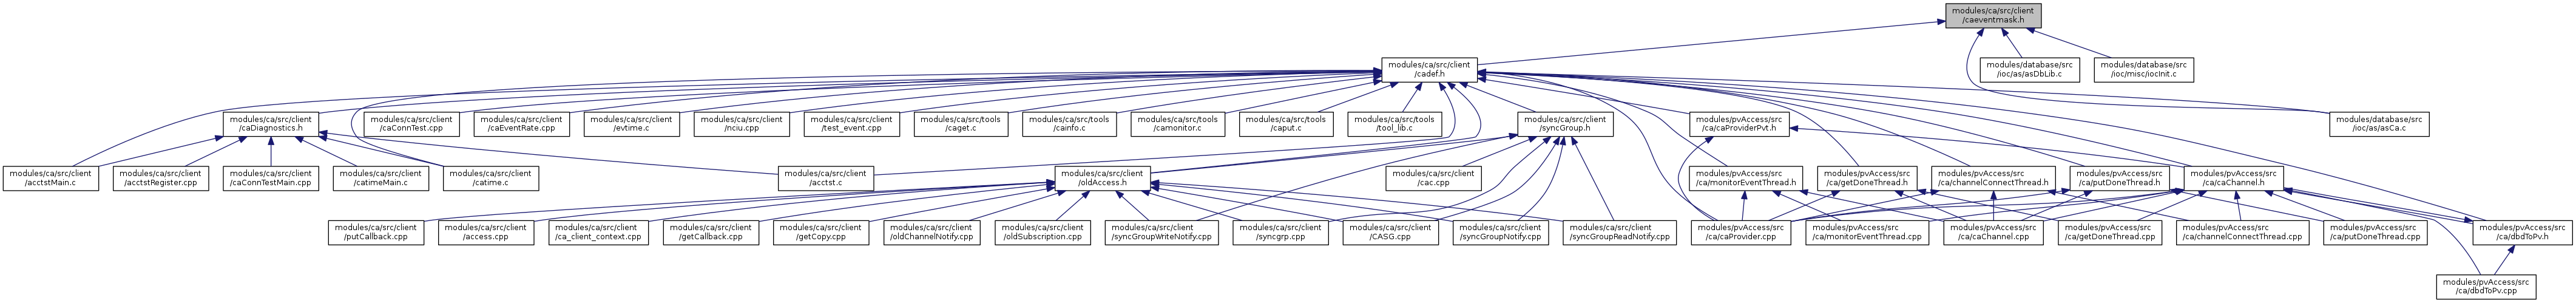 modules/ca/src/client
/caeventmask.h
modules/ca/src/client
/cadef.h
modules/database/src
/ioc/as/asDbLib.c
modules/database/src
/ioc/misc/iocInit.c
modules/ca/src/client
/caDiagnostics.h
modules/ca/src/client
/caConnTest.cpp
modules/ca/src/client
/caEventRate.cpp
modules/ca/src/client
/evtime.c
modules/ca/src/client
/nciu.cpp
modules/ca/src/client
/test_event.cpp
modules/ca/src/tools
/caget.c
modules/ca/src/tools
/cainfo.c
modules/ca/src/tools
/camonitor.c
modules/ca/src/tools
/caput.c
modules/ca/src/tools
/tool_lib.c
modules/ca/src/client
/syncGroup.h
modules/pvAccess/src
/ca/caProviderPvt.h
modules/database/src
/ioc/as/asCa.c
modules/ca/src/client
/acctstMain.c
modules/ca/src/client
/acctstRegister.cpp
modules/ca/src/client
/caConnTestMain.cpp
modules/ca/src/client
/catimeMain.c
modules/ca/src/client
/catime.c
modules/ca/src/client
/acctst.c
modules/ca/src/client
/oldAccess.h
modules/ca/src/client
/cac.cpp
modules/pvAccess/src
/ca/monitorEventThread.h
modules/pvAccess/src
/ca/getDoneThread.h
modules/pvAccess/src
/ca/channelConnectThread.h
modules/pvAccess/src
/ca/putDoneThread.h
modules/pvAccess/src
/ca/caChannel.h
modules/ca/src/client
/putCallback.cpp
modules/ca/src/client
/access.cpp
modules/ca/src/client
/ca_client_context.cpp
modules/ca/src/client
/getCallback.cpp
modules/ca/src/client
/getCopy.cpp
modules/ca/src/client
/oldChannelNotify.cpp
modules/ca/src/client
/oldSubscription.cpp
modules/ca/src/client
/syncGroupWriteNotify.cpp
modules/ca/src/client
/syncgrp.cpp
modules/ca/src/client
/CASG.cpp
modules/ca/src/client
/syncGroupNotify.cpp
modules/ca/src/client
/syncGroupReadNotify.cpp
modules/pvAccess/src
/ca/caProvider.cpp
modules/pvAccess/src
/ca/monitorEventThread.cpp
modules/pvAccess/src
/ca/caChannel.cpp
modules/pvAccess/src
/ca/getDoneThread.cpp
modules/pvAccess/src
/ca/channelConnectThread.cpp
modules/pvAccess/src
/ca/putDoneThread.cpp
modules/pvAccess/src
/ca/dbdToPv.h
modules/pvAccess/src
/ca/dbdToPv.cpp